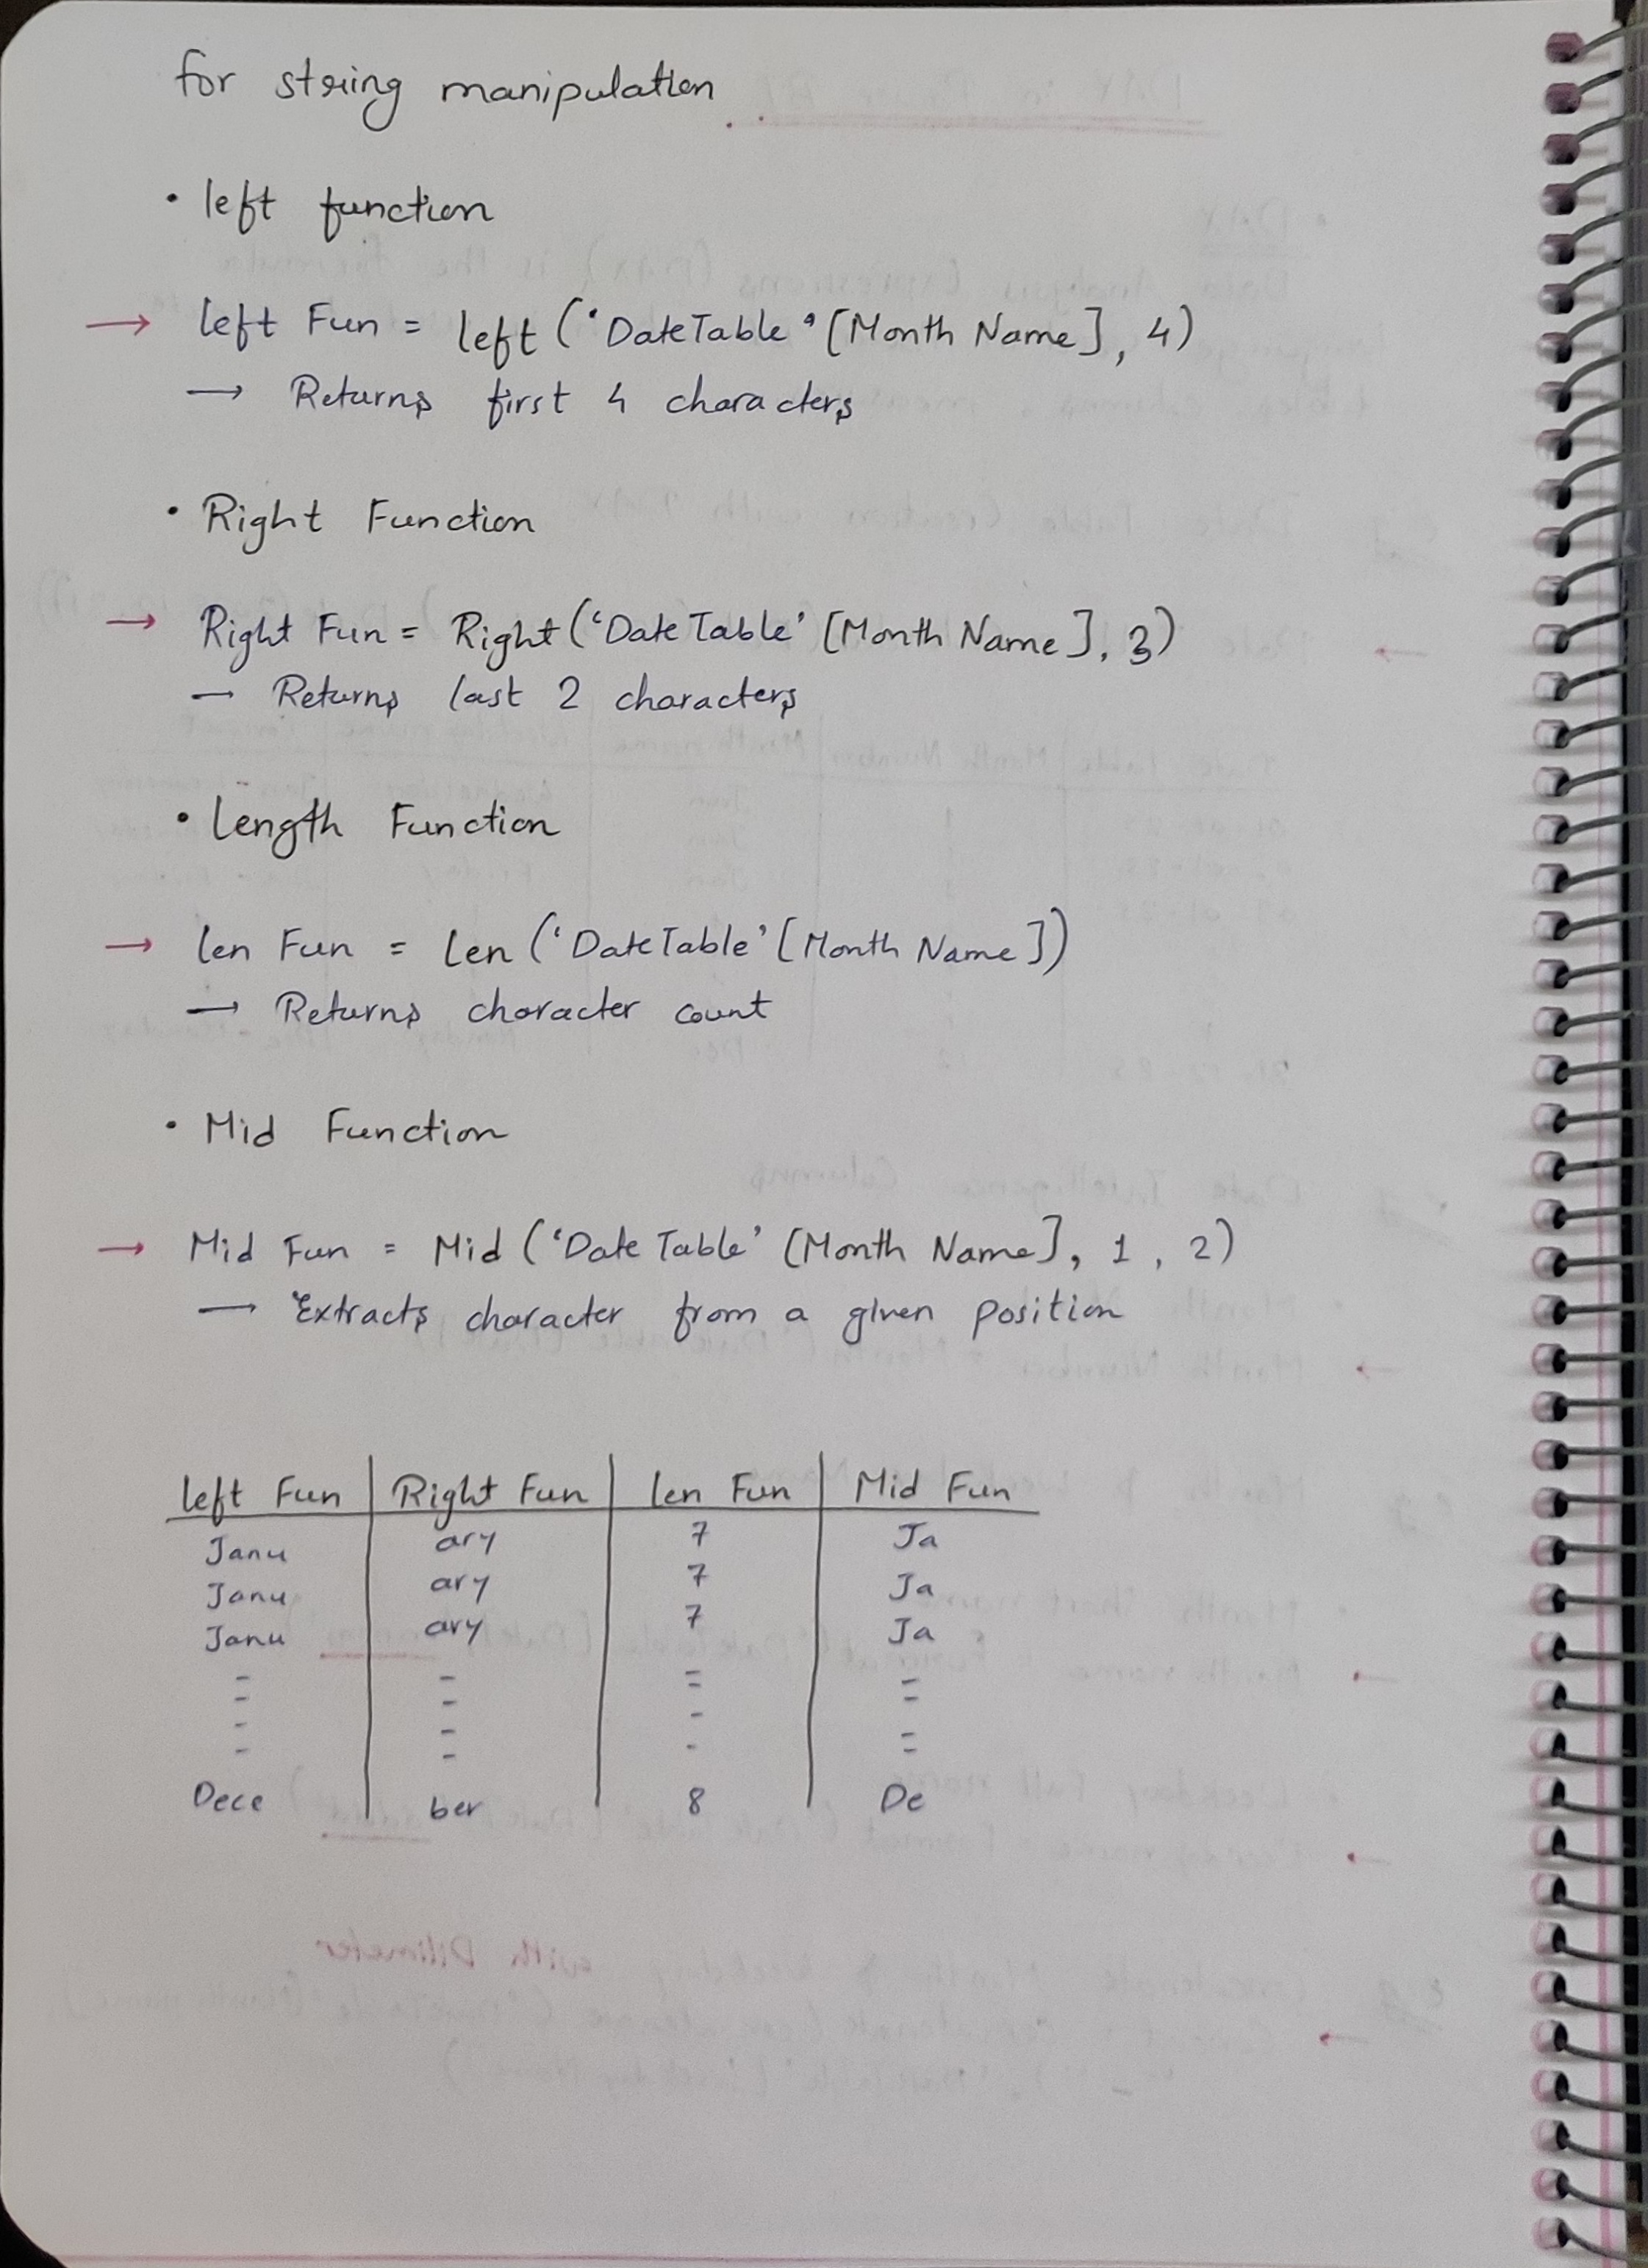 for string manipulation
• left function
→ left Fun = left ('DateTable'[Month Name], 4)
→ Returns first 4 characters
• Right Function
→ Right Fun = Right('DateTable'[Month Name], 3)
→ Returns last 2 characters
• Length Function
→ len Fun = Len ('DateTable'[Month Name])
→ Returns character count
• Mid Function
→ Mid Fun = Mid ('DateTable' [Month Name], 1, 2)
→ Extracts character from a given position
left Fun | Right Fun | len Fun | Mid Fun
Janu | ary | 7 | Ja
Janu | ary | 7 | Ja
Janu | ary | 7 | Ja
- | - | = | -
- | - | - | -
- | - | - | -
- | - | | -
Dece | ber | 8 | De